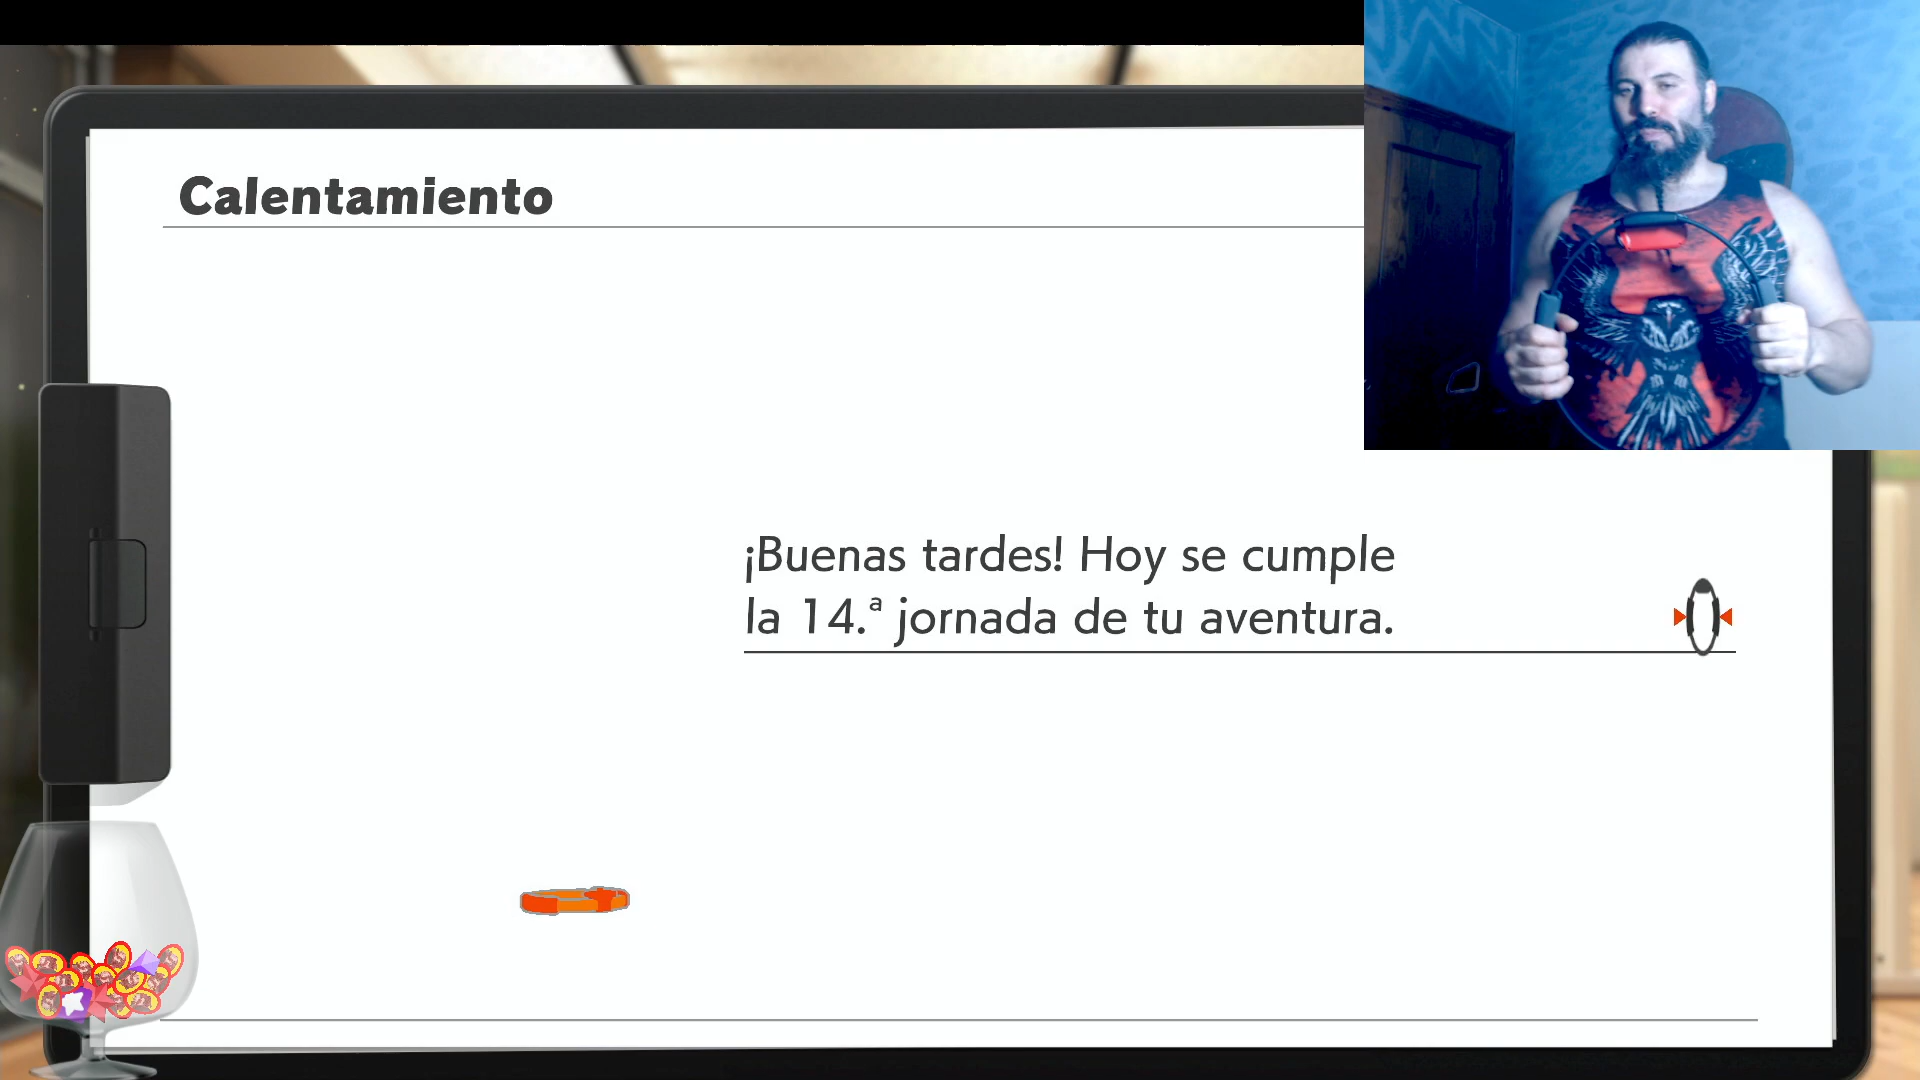 Calentamiento
¡Buenas tardes! Hoy se cumple
la 14.ª jornada de tu aventura.